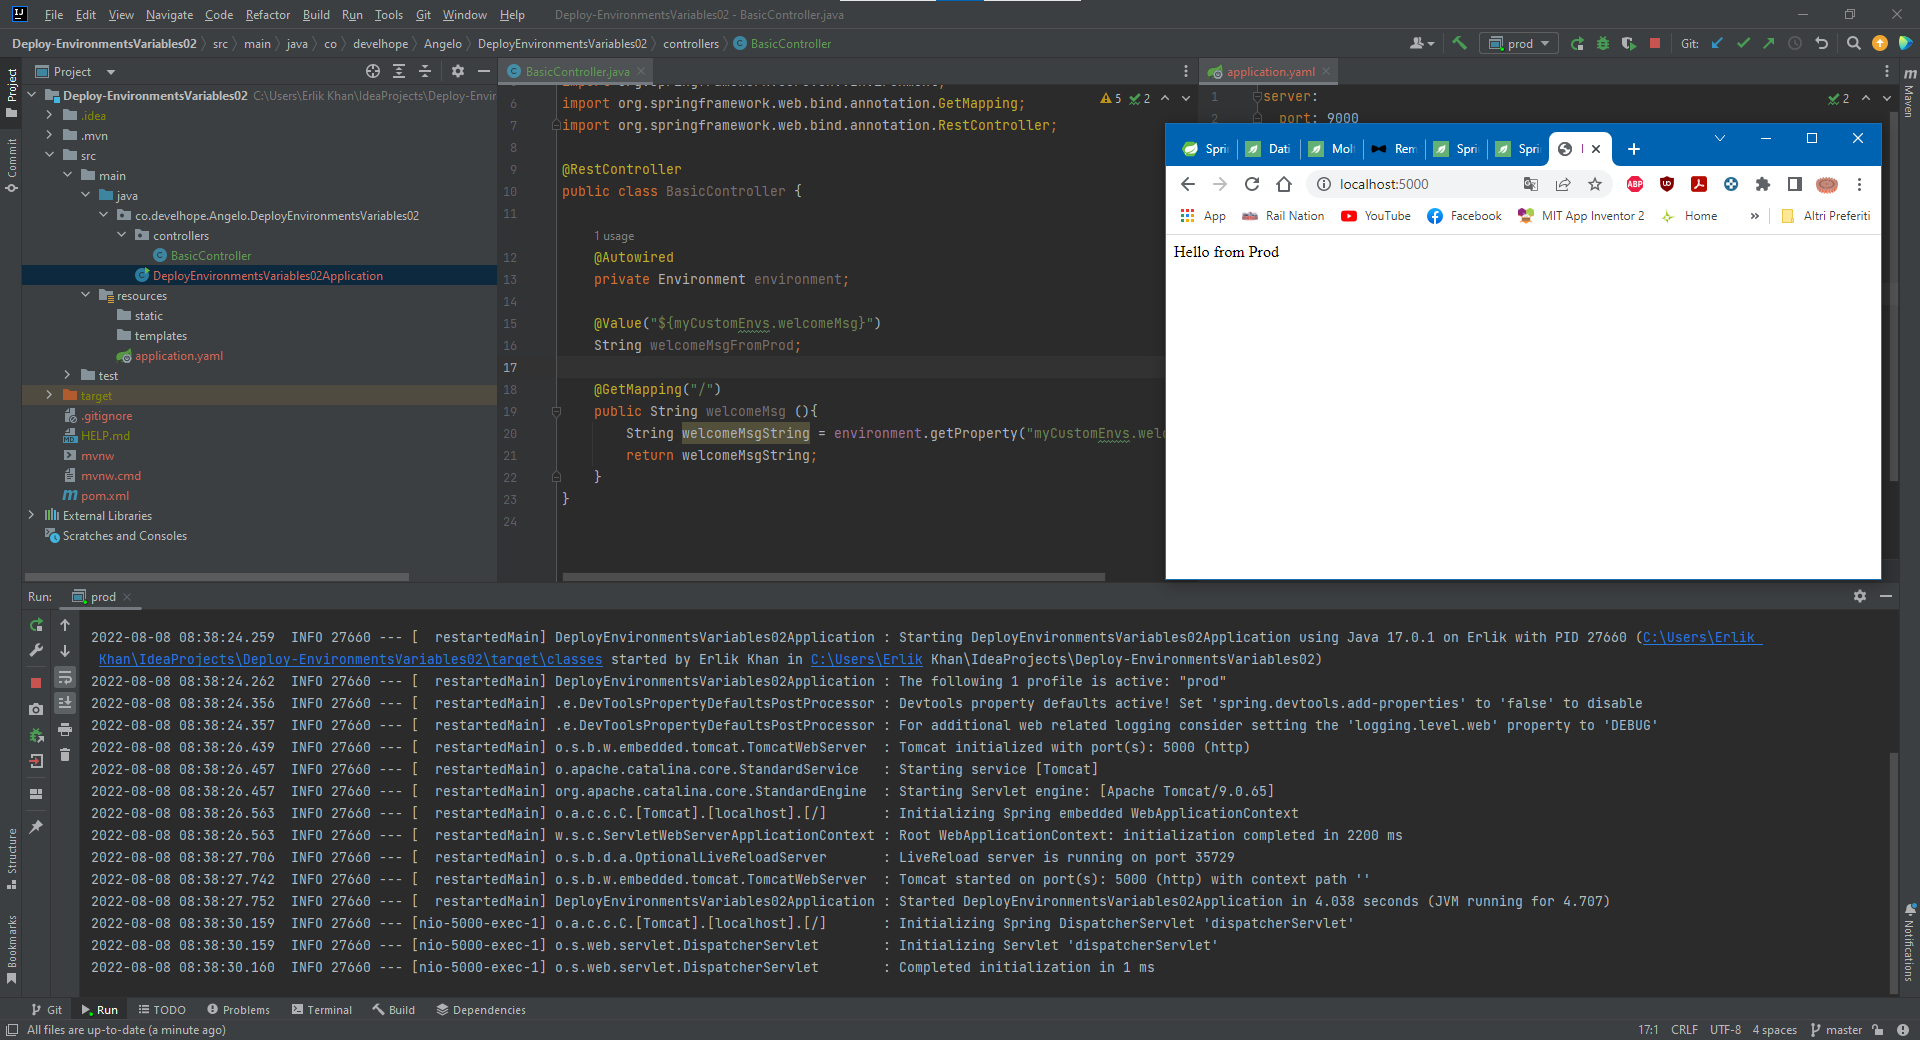 File Edit View Navigate Code Refactor Build Run Tools Git Window Help Deploy-EnvironmentsVariables02 - BasicController.java
Deploy-EnvironmentsVariables02 src main java co develhope Angelo DeployEnvironmentsVariables02 controllers BasicController prod Git:
Project
Project
Commit
Structure
Bookmarks
Deploy-EnvironmentsVariables02 C:\Users\Erlik Khan\IdeaProjects\Deploy-Envir
.idea
.mvn
src
main
java
co.develhope.Angelo.DeployEnvironmentsVariables02
controllers
BasicController
DeployEnvironmentsVariables02Application
resources
static
templates
application.yaml
test
target
.gitignore
HELP.md
mvnw
mvnw.cmd
pom.xml
External Libraries
Scratches and Consoles
BasicController.java
5 2
6 import org.springframework.web.bind.annotation.GetMapping;
7 import org.springframework.web.bind.annotation.RestController;
8
9 @RestController
10 public class BasicController {
11
1 usage
12 @Autowired
13 private Environment environment;
14
15 @Value("${myCustomEnvs.welcomeMsg}")
16 String welcomeMsgFromProd;
17
18 @GetMapping("/")
19 public String welcomeMsg (){
20 String welcomeMsgString = environment.getProperty("myCustomEnvs.welc
21 return welcomeMsgString;
22 }
23 }
24
application.yaml
2
1 server:
2 port: 9000
Maven
Notifications
Sprin Dati Molt Rem Sprin Sprin
localhost:5000
ABP
App Rail Nation YouTube Facebook MIT App Inventor 2 Home » Altri Preferiti
Hello from Prod
Run: prod
2022-08-08 08:38:24.259 INFO 27660 --- [ restartedMain] DeployEnvironmentsVariables02Application : Starting DeployEnvironmentsVariables02Application using Java 17.0.1 on Erlik with PID 27660 (C:\Users\Erlik
Khan\IdeaProjects\Deploy-EnvironmentsVariables02\target\classes started by Erlik Khan in C:\Users\Erlik Khan\IdeaProjects\Deploy-EnvironmentsVariables02)
2022-08-08 08:38:24.262 INFO 27660 --- [ restartedMain] DeployEnvironmentsVariables02Application : The following 1 profile is active: "prod"
2022-08-08 08:38:24.356 INFO 27660 --- [ restartedMain] .e.DevToolsPropertyDefaultsPostProcessor : Devtools property defaults active! Set 'spring.devtools.add-properties' to 'false' to disable
2022-08-08 08:38:24.357 INFO 27660 --- [ restartedMain] .e.DevToolsPropertyDefaultsPostProcessor : For additional web related logging consider setting the 'logging.level.web' property to 'DEBUG'
2022-08-08 08:38:26.439 INFO 27660 --- [ restartedMain] o.s.b.w.embedded.tomcat.TomcatWebServer : Tomcat initialized with port(s): 5000 (http)
2022-08-08 08:38:26.457 INFO 27660 --- [ restartedMain] o.apache.catalina.core.StandardService : Starting service [Tomcat]
2022-08-08 08:38:26.457 INFO 27660 --- [ restartedMain] org.apache.catalina.core.StandardEngine : Starting Servlet engine: [Apache Tomcat/9.0.65]
2022-08-08 08:38:26.563 INFO 27660 --- [ restartedMain] o.a.c.c.C.[Tomcat].[localhost].[/] : Initializing Spring embedded WebApplicationContext
2022-08-08 08:38:26.563 INFO 27660 --- [ restartedMain] w.s.c.ServletWebServerApplicationContext : Root WebApplicationContext: initialization completed in 2200 ms
2022-08-08 08:38:27.706 INFO 27660 --- [ restartedMain] o.s.b.d.a.OptionalLiveReloadServer : LiveReload server is running on port 35729
2022-08-08 08:38:27.742 INFO 27660 --- [ restartedMain] o.s.b.w.embedded.tomcat.TomcatWebServer : Tomcat started on port(s): 5000 (http) with context path ''
2022-08-08 08:38:27.752 INFO 27660 --- [ restartedMain] DeployEnvironmentsVariables02Application : Started DeployEnvironmentsVariables02Application in 4.038 seconds (JVM running for 4.707)
2022-08-08 08:38:30.159 INFO 27660 --- [nio-5000-exec-1] o.a.c.c.C.[Tomcat].[localhost].[/] : Initializing Spring DispatcherServlet 'dispatcherServlet'
2022-08-08 08:38:30.159 INFO 27660 --- [nio-5000-exec-1] o.s.web.servlet.DispatcherServlet : Initializing Servlet 'dispatcherServlet'
2022-08-08 08:38:30.160 INFO 27660 --- [nio-5000-exec-1] o.s.web.servlet.DispatcherServlet : Completed initialization in 1 ms
Git Run TODO Problems Terminal Build Dependencies
All files are up-to-date (a minute ago) 17:1 CRLF UTF-8 4 spaces master